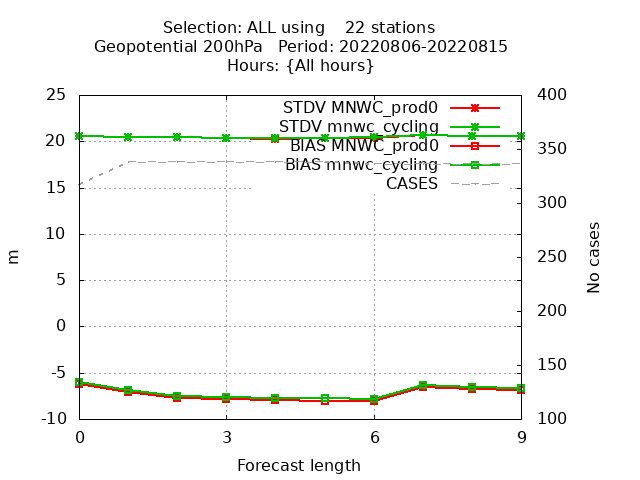 Selection: ALL using    22 stations
Geopotential 200hPa   Period: 20220806-20220815
Hours: {All hours}
25
20
15
10
5
0
-5
-10
m
400
350
300
250
200
150
100
No cases
STDV MNWC_prod0
STDV mnwc_cycling
BIAS MNWC_prod0
BIAS mnwc_cycling
CASES
0
3
6
9
Forecast length